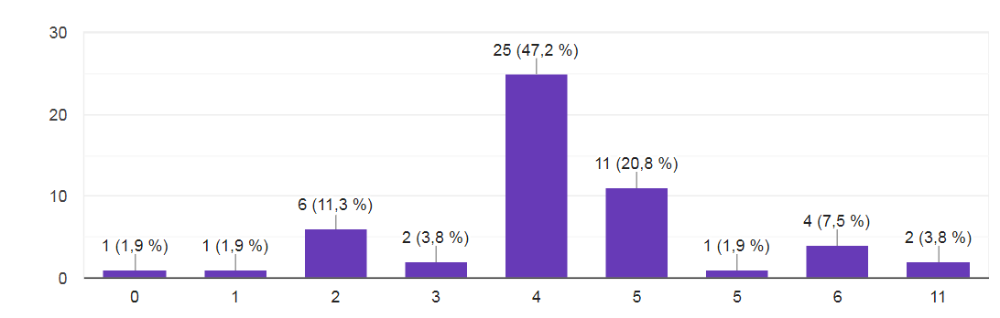 30
20
10
0
1 (1,9 %)
1 (1,9 %)
6 (11,3 %)
2 (3,8 %)
25 (47,2 %)
11 (20,8 %)
1 (1,9 %)
4 (7,5 %)
2 (3,8 %)
0 1 2 3 4 5 5 6 11